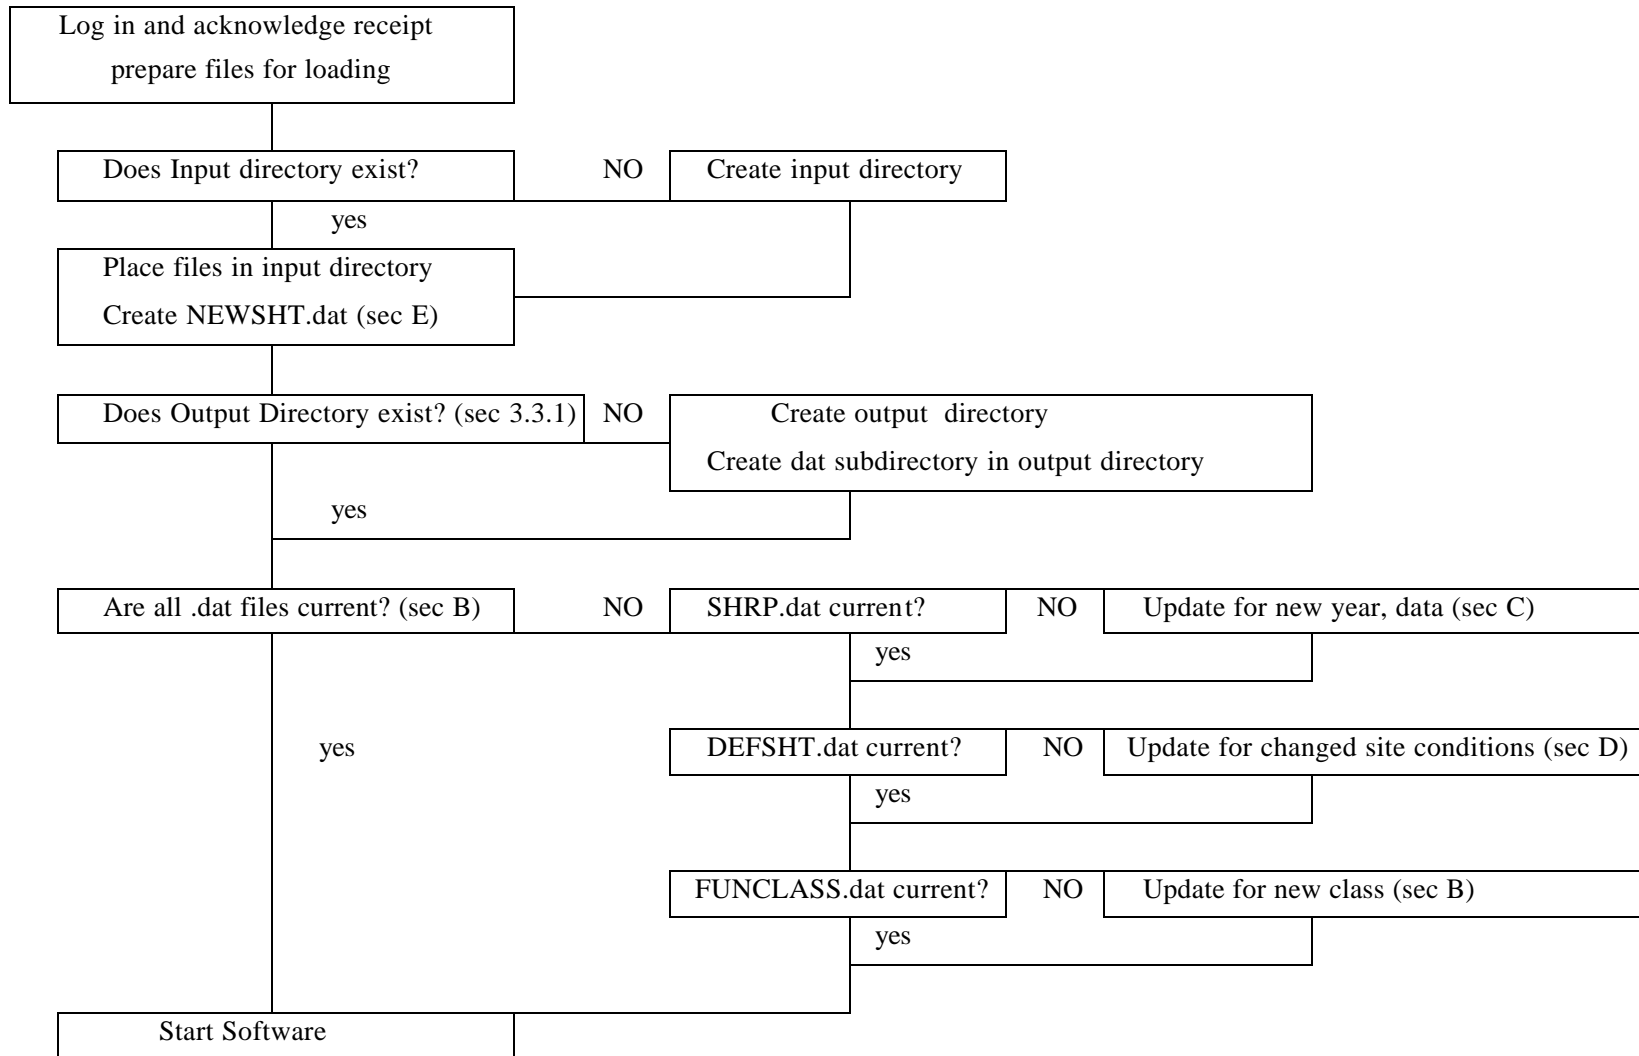 Log in and acknowledge receipt
prepare files for loading
Does Input directory exist?
NO
Create input directory
yes
Place files in input directory
Create NEWSHT.dat (sec E)
Does Output Directory exist? (sec 3.3.1)
NO
Create output directory
Create dat subdirectory in output directory
yes
Are all .dat files current? (sec B)
NO
SHRP.dat current?
NO
Update for new year, data (sec C)
yes
yes
DEFSHT.dat current?
NO
Update for changed site conditions (sec D)
yes
FUNCLASS.dat current?
NO
Update for new class (sec B)
yes
Start Software